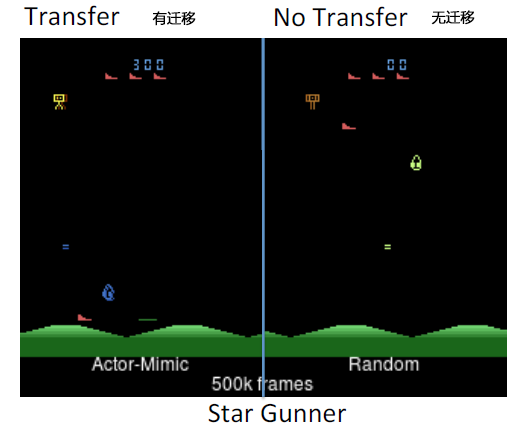 Transfer 有迁移 No Transfer 无迁移
300 00
Actor-Mimic Random
500k frames
Star Gunner